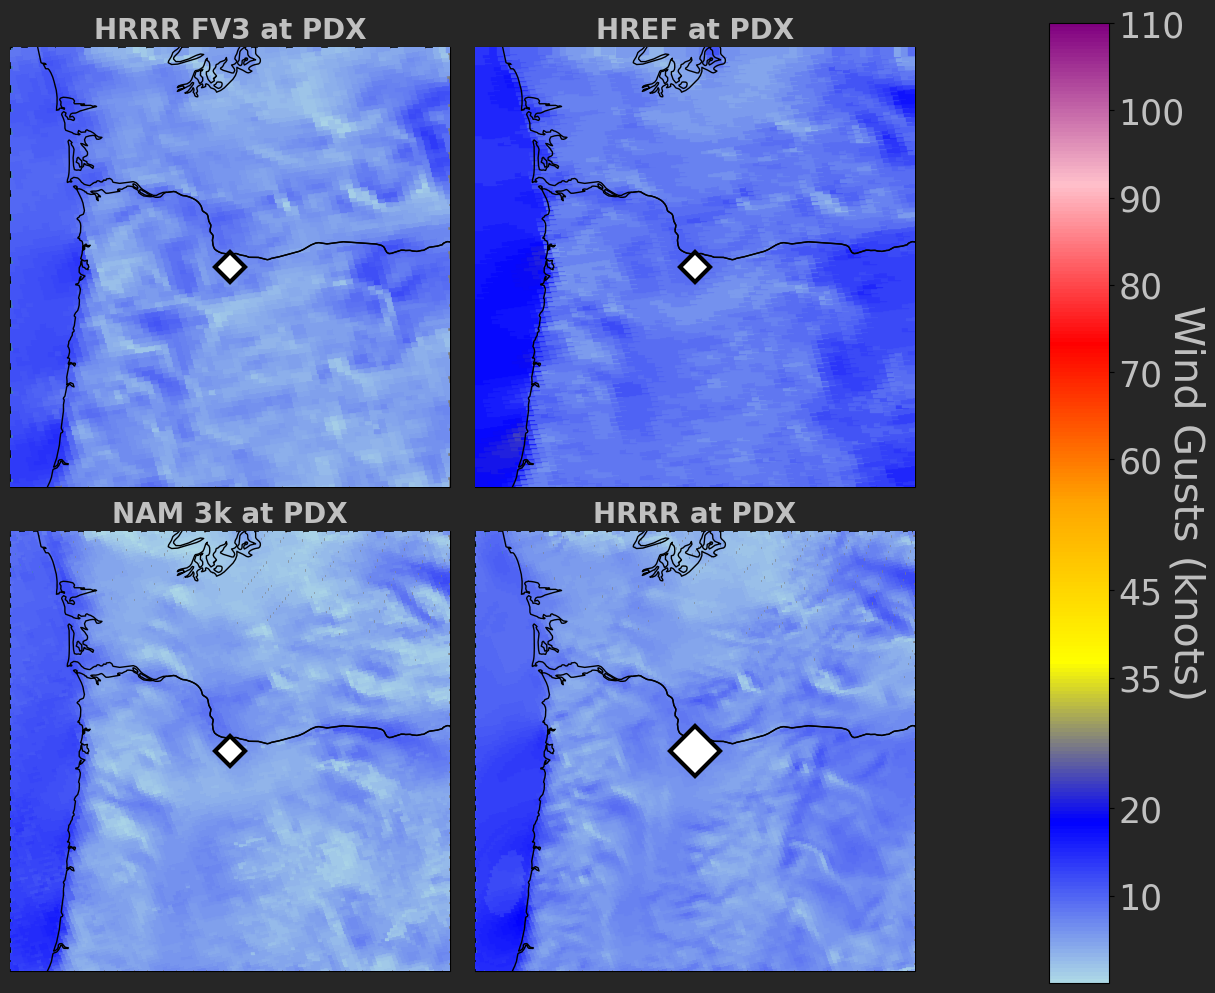 HRRR FV3 at PDX
HREF at PDX
NAM 3k at PDX
HRRR at PDX
110
100
90
80
70
60
45
35
20
10
Wind Gusts (knots)